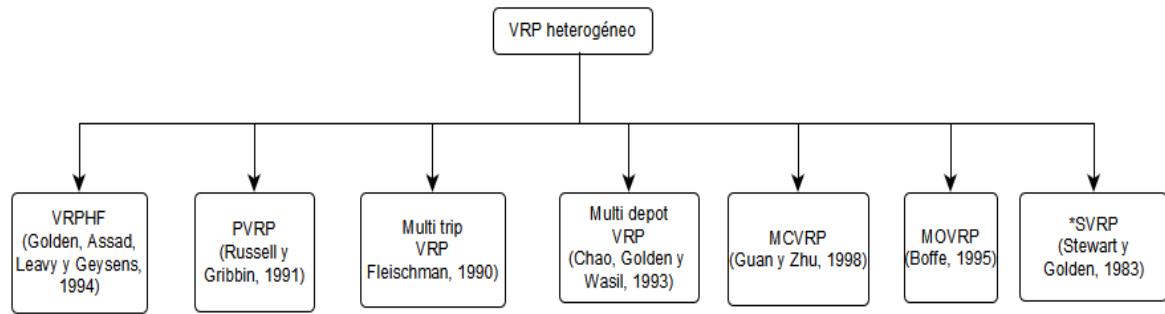 VRP heterogéneo
VRPHF
(Golden, Assad,
Leavy y Geysens,
1994)
PVRP
(Russell y
Gribbin, 1991)
Multi trip
VRP
Fleischman, 1990)
Multi depot
VRP
(Chao, Golden y
Wasil, 1993)
MCVRP
(Guan y Zhu, 1998)
MOVRP
(Boffe, 1995)
*SVRP
(Stewart y
Golden, 1983)